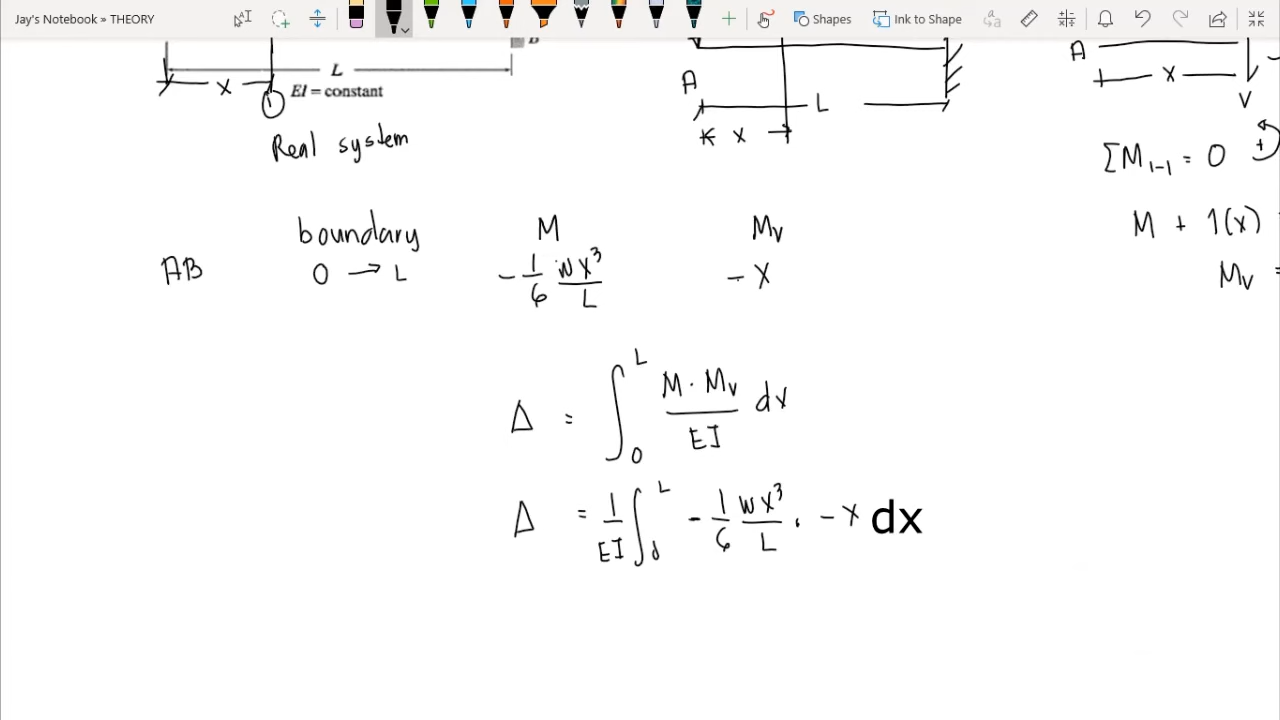 Jay's Notebook » THEORY
Shapes
Ink to Shape
L
x
EI = constant
1
Real system
A
L
x
A
x
V
ΣM₁₋₁ = 0 +
M + 1(x)
Mv =
boundary M Mv
AB 0 → L -1/6 wx³/L -x
Δ = ∫₀ᴸ M · Mv / EI dx
Δ = 1/EI ∫₀ᴸ -1/6 wx³/L · -x dx